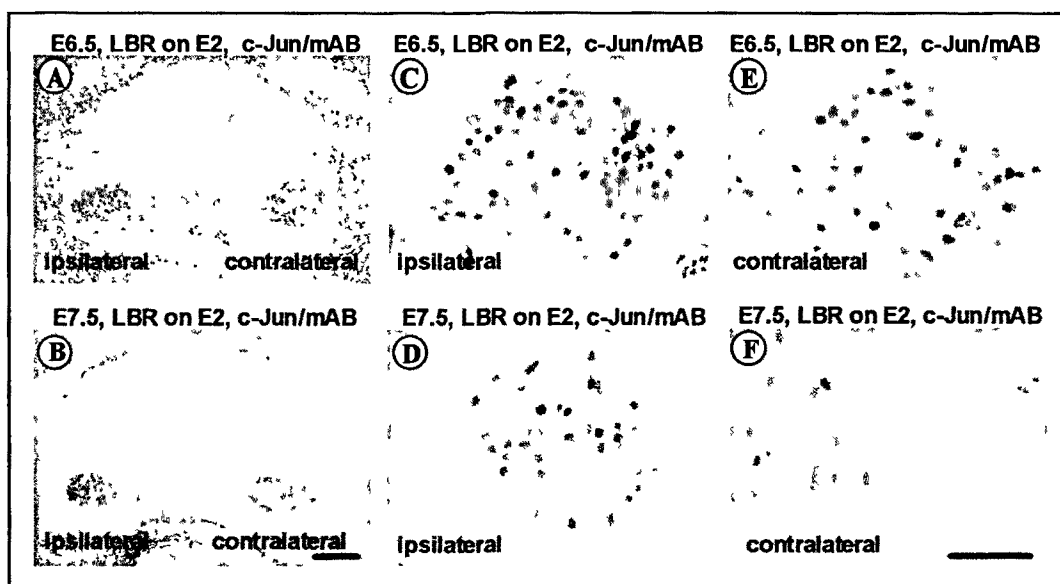 E6.5, LBR on E2, c-Jun/mAB
E6.5, LBR on E2, c-Jun/mAB
E6.5, LBR on E2, c-Jun/mAB
A
C
E
ipsilateral
contralateral
ipsilateral
contralateral
E7.5, LBR on E2, c-Jun/mAB
E7.5, LBR on E2, c-Jun/mAB
E7.5, LBR on E2, c-Jun/mAB
B
D
F
ipsilateral
contralateral
ipsilateral
contralateral